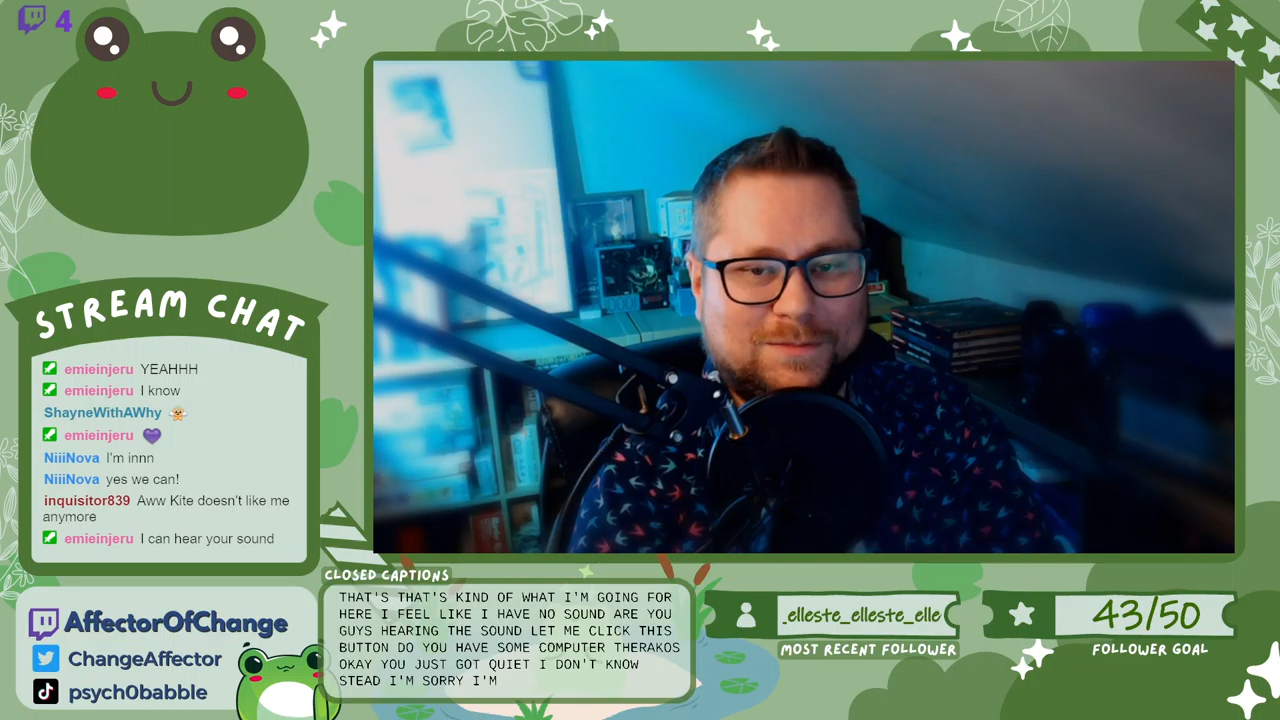 4
STREAM CHAT
emieinjeru YEAHHH
emieinjeru I know
ShayneWithAWhy
emieinjeru
NiiiNova I'm innn
NiiiNova yes we can!
inquisitor839 Aww Kite doesn't like me
anymore
emieinjeru I can hear your sound
AffectorOfChange
ChangeAffector
psych0babble
CLOSED CAPTIONS
THAT'S THAT'S KIND OF WHAT I'M GOING FOR
HERE I FEEL LIKE I HAVE NO SOUND ARE YOU
GUYS HEARING THE SOUND LET ME CLICK THIS
BUTTON DO YOU HAVE SOME COMPUTER THERAKOS
OKAY YOU JUST GOT QUIET I DON'T KNOW
STEAD I'M SORRY I'M
_elleste_elleste_elle
MOST RECENT FOLLOWER
43/50
FOLLOWER GOAL